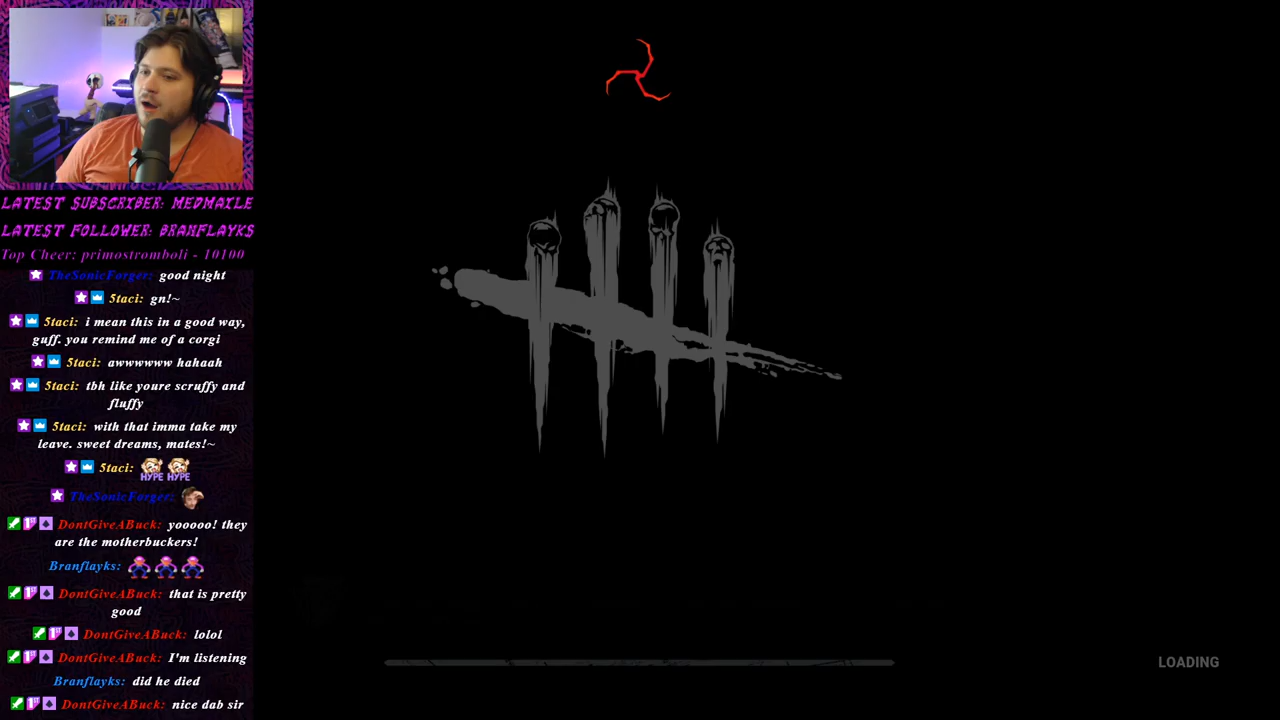 LATEST SUBSCRIBER: MEDMAILE
LATEST FOLLOWER: BRANFLAYKS
Top Cheer: primostromboli - 10100
TheSonicForger: good night
5taci: gn!~
5taci: i mean this in a good way,
guff. you remind me of a corgi
5taci: awwwwww hahaah
5taci: tbh like youre scruffy and
fluffy
5taci: with that imma take my
leave. sweet dreams, mates!~
5taci: HYPE HYPE
TheSonicForger:
DontGiveABuck: yooooo! they
are the motherbuckers!
Branflayks:
DontGiveABuck: that is pretty
good
DontGiveABuck: lolol
DontGiveABuck: I'm listening
Branflayks: did he died
DontGiveABuck: nice dab sir
LOADING